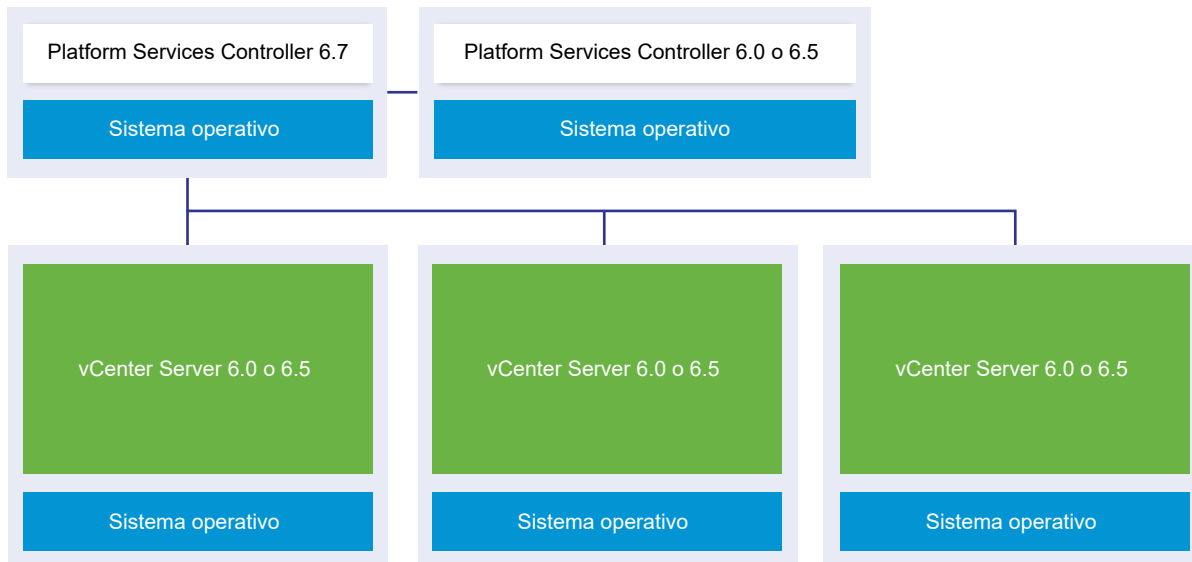 Platform Services Controller 6.7
Platform Services Controller 6.0 o 6.5
Sistema operativo
Sistema operativo
vCenter Server 6.0 o 6.5
vCenter Server 6.0 o 6.5
vCenter Server 6.0 o 6.5
Sistema operativo
Sistema operativo
Sistema operativo